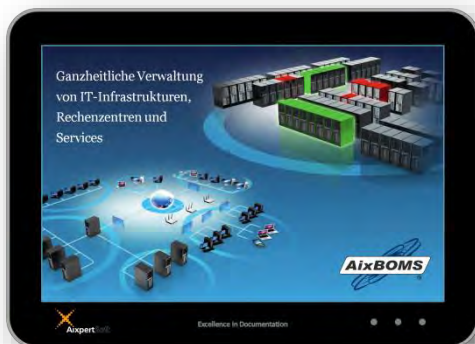 Ganzheitliche Verwaltung
von IT-Infrastrukturen,
Rechenzentren und
Services
AixBOMS
®
AixpertSoft
Excellence in Documentation